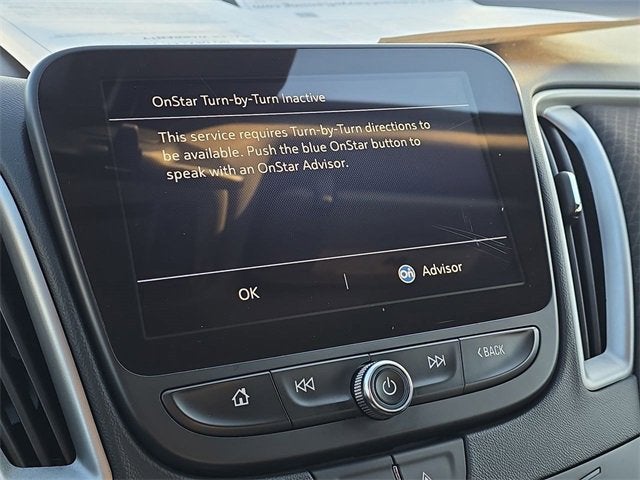 OnStar Turn-by-Turn Inactive
This service requires Turn-by-Turn directions to
be available. Push the blue OnStar button to
speak with an OnStar Advisor.
OK | On Advisor
<BACK